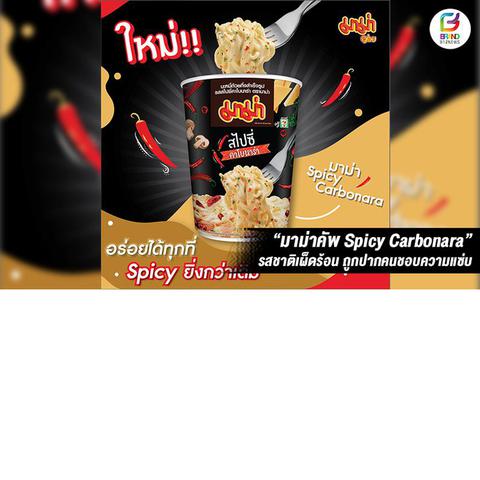 ใหม่!!
มาม่า
BRAND
มาม่า
สไปซี่
คาโบนาร่า
มาม่า
Spicy
Carbonara
อร่อยได้ทุกที่
Spicy ยิ่งกว่าเดิม
“มาม่าคัพ Spicy Carbonara”
รสชาติเผ็ดร้อน ถูกปากคนชอบความแซ่บ